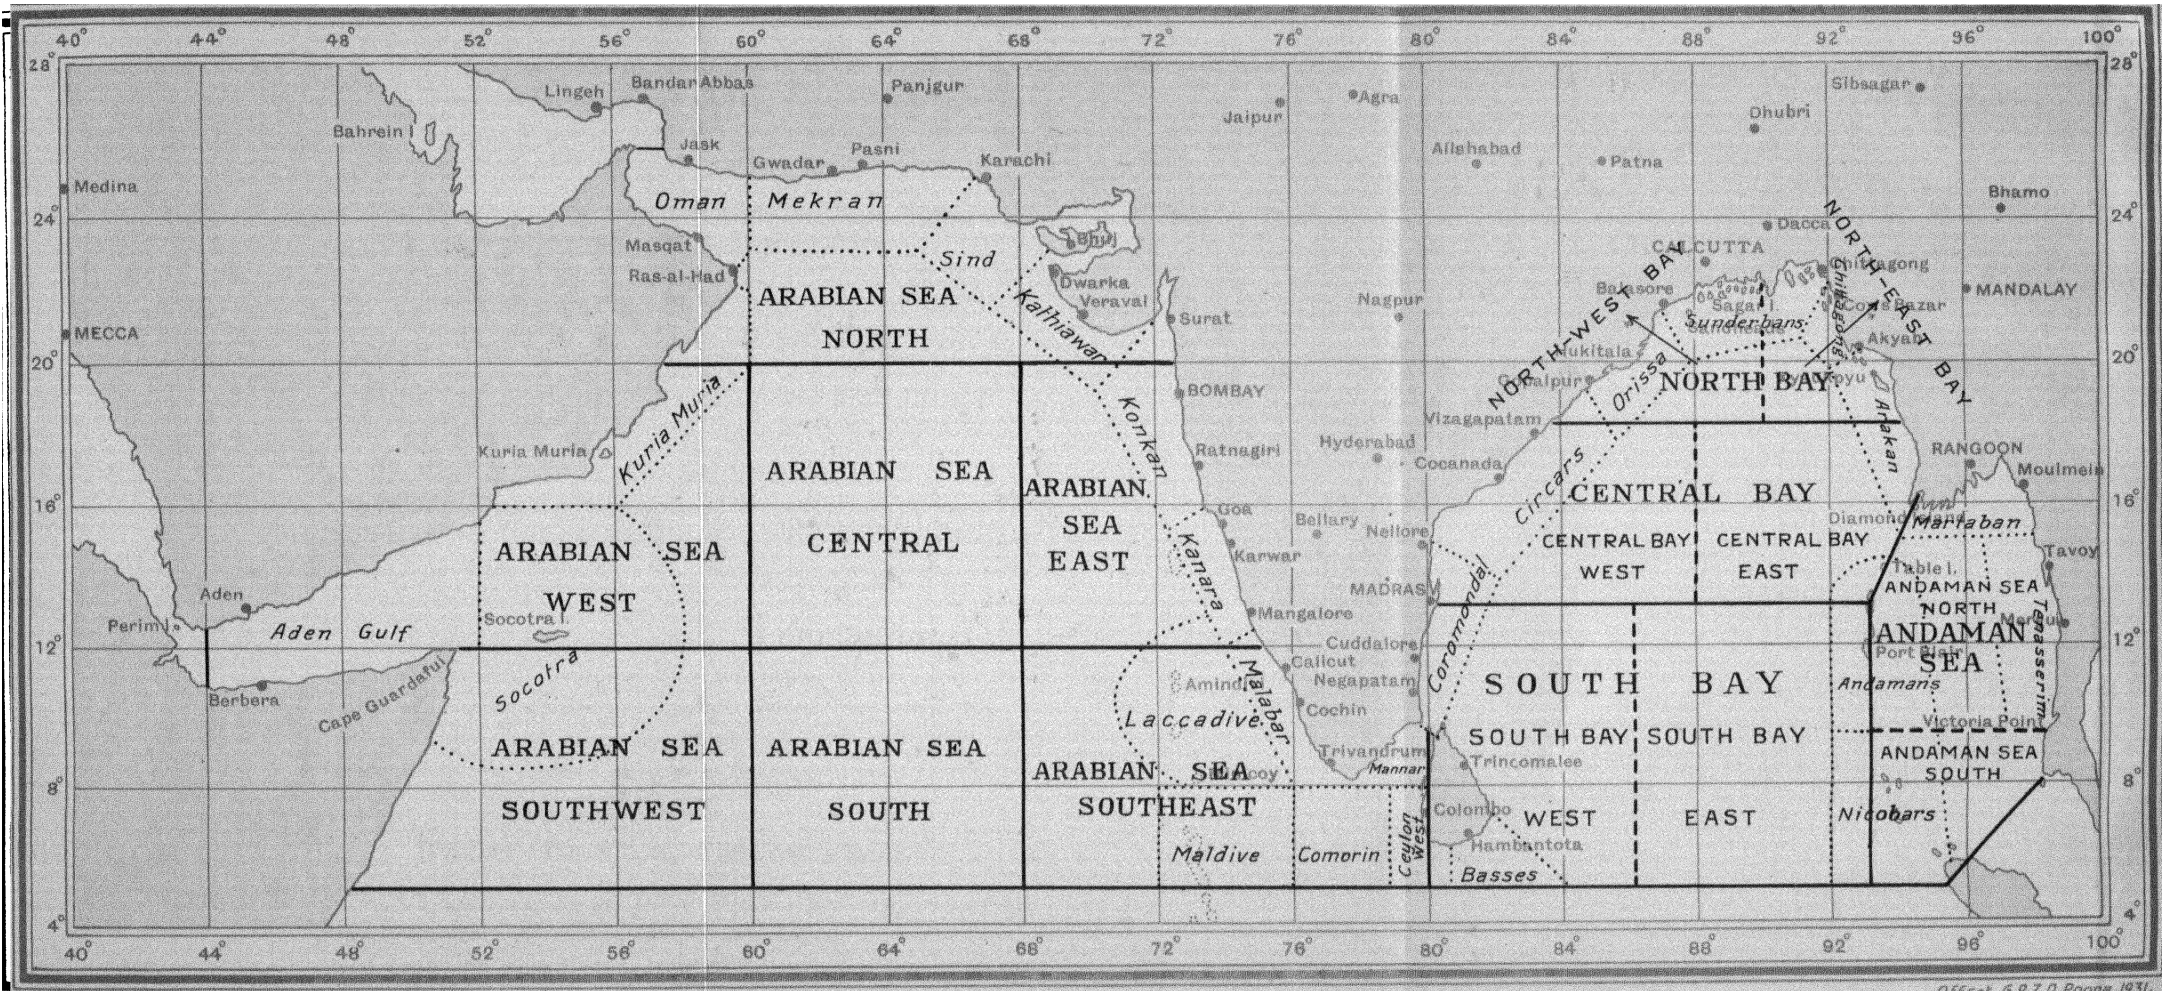 40° 44° 48° 52° 56° 60° 64° 68° 72° 76° 80° 84° 88° 92° 96° 100°
28° 28°
Lingeh
Bandar Abbas
Panjgur
Agra
Jaipur
Sibsagar
Dhubri
Bahrein I.
Jask
Gwadar
Pasni
Karachi
Allahabad
Patna
Medina
Oman
Mekran
Bhamo
24° 24°
Masqat
Ras-al-Had
Sind
Bhuj
Dwarka
Veraval
Kathiawar
Surat
Nagpur
CALCUTTA
Dacca
Chittagong
Chittagong
Balasore
Sagar I.
Cox's Bazar
MANDALAY
NORTH-WEST BAY
NORTH-EAST BAY
ARABIAN SEA
NORTH
MECCA
Sunderbans
Akyab
20° 20°
Gopalpur
Orissa
NORTH BAY
BOMBAY
Konkan
Kuria Muria
Kuria Muria
Arakan
Vizagapatam
Ratnagiri
Hyderabad
Cocanada
RANGOON
Moulmein
ARABIAN SEA
CENTRAL
ARABIAN
SEA
EAST
Circars
CENTRAL BAY
16° 16°
Goa
Bellary
Nellore
Karwar
Kanara
Diamond Island
Martaban
CENTRAL BAY
WEST
CENTRAL BAY
EAST
Tavoy
ARABIAN SEA
WEST
MADRAS
Table I.
ANDAMAN SEA
NORTH
Aden
Perim I.
Aden Gulf
Socotra I.
Mangalore
Coromondal
Tenasserim
12° 12°
Cuddalore
ANDAMAN
SEA
Port Blair
Berbera
Cape Guardafui
Socotra
Calicut
Malabar
Negapatam
SOUTH BAY
Andamans
Cochin
Laccadive
Victoria Point
ARABIAN SEA
SOUTHWEST
ARABIAN SEA
SOUTH
ARABIAN SEA
SOUTHEAST
Trivandrum
Mannar
Trincomalee
SOUTH BAY
WEST
SOUTH BAY
EAST
ANDAMAN SEA
SOUTH
8° 8°
Colombo
Nicobars
Maldive
Comorin
Ceylon
West
Hambantota
Basses
4° 4°
40° 44° 48° 52° 56° 60° 64° 68° 72° 76° 80° 84° 88° 92° 96° 100°